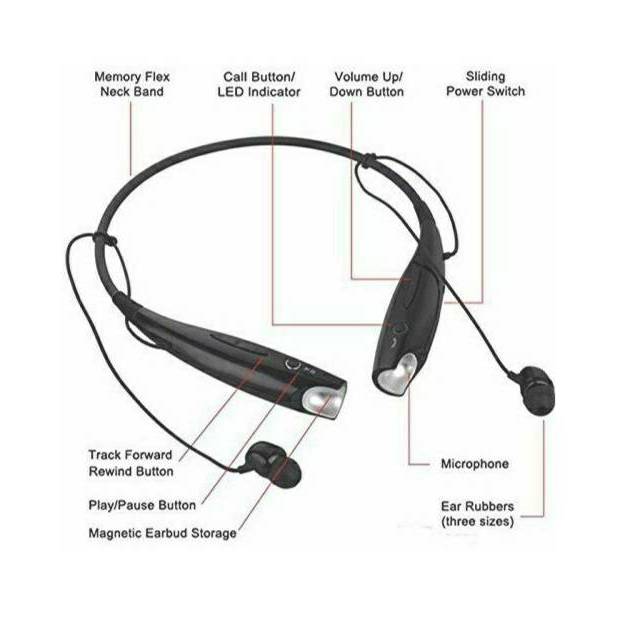 Memory Flex
Neck Band
Call Button/
LED Indicator
Volume Up/
Down Button
Sliding
Power Switch
Track Forward
Rewind Button
Play/Pause Button
Magnetic Earbud Storage
Microphone
Ear Rubbers
(three sizes)